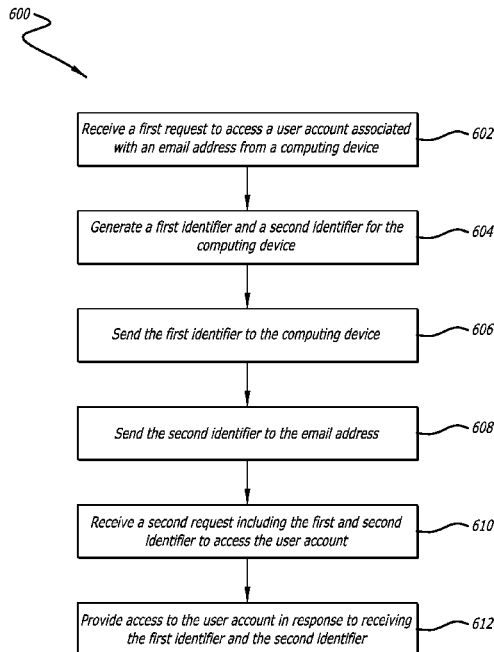 600
Receive a first request to access a user account associated
with an email address from a computing device
602
Generate a first identifier and a second identifier for the
computing device
604
Send the first identifier to the computing device
606
Send the second identifier to the email address
608
Receive a second request including the first and second
identifier to access the user account
610
Provide access to the user account in response to receiving
the first identifier and the second identifier
612